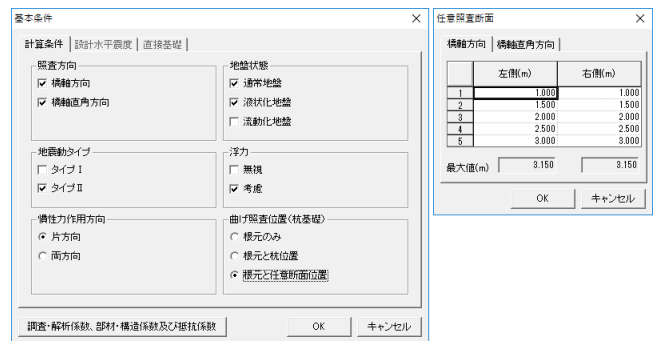 基本条件
計算条件 設計水平震度 直接基礎
照査方向
橋軸方向
橋軸直角方向
地盤状態
通常地盤
液状化地盤
流動化地盤
地震動タイプ
タイプⅠ
タイプⅡ
浮力
無視
考慮
慣性力作用方向
片方向
両方向
曲げ照査位置(杭基礎)
根元のみ
根元と杭位置
根元と任意断面位置
調査・解析係数、部材・構造係数及び抵抗係数 OK キャンセル
任意照査断面
橋軸方向 橋軸直角方向
左側(m) 右側(m)
1 1.000 1.000
2 1.500 1.500
3 2.000 2.000
4 2.500 2.500
5 3.000 3.000
最大値(m) 3.150 3.150
OK キャンセル